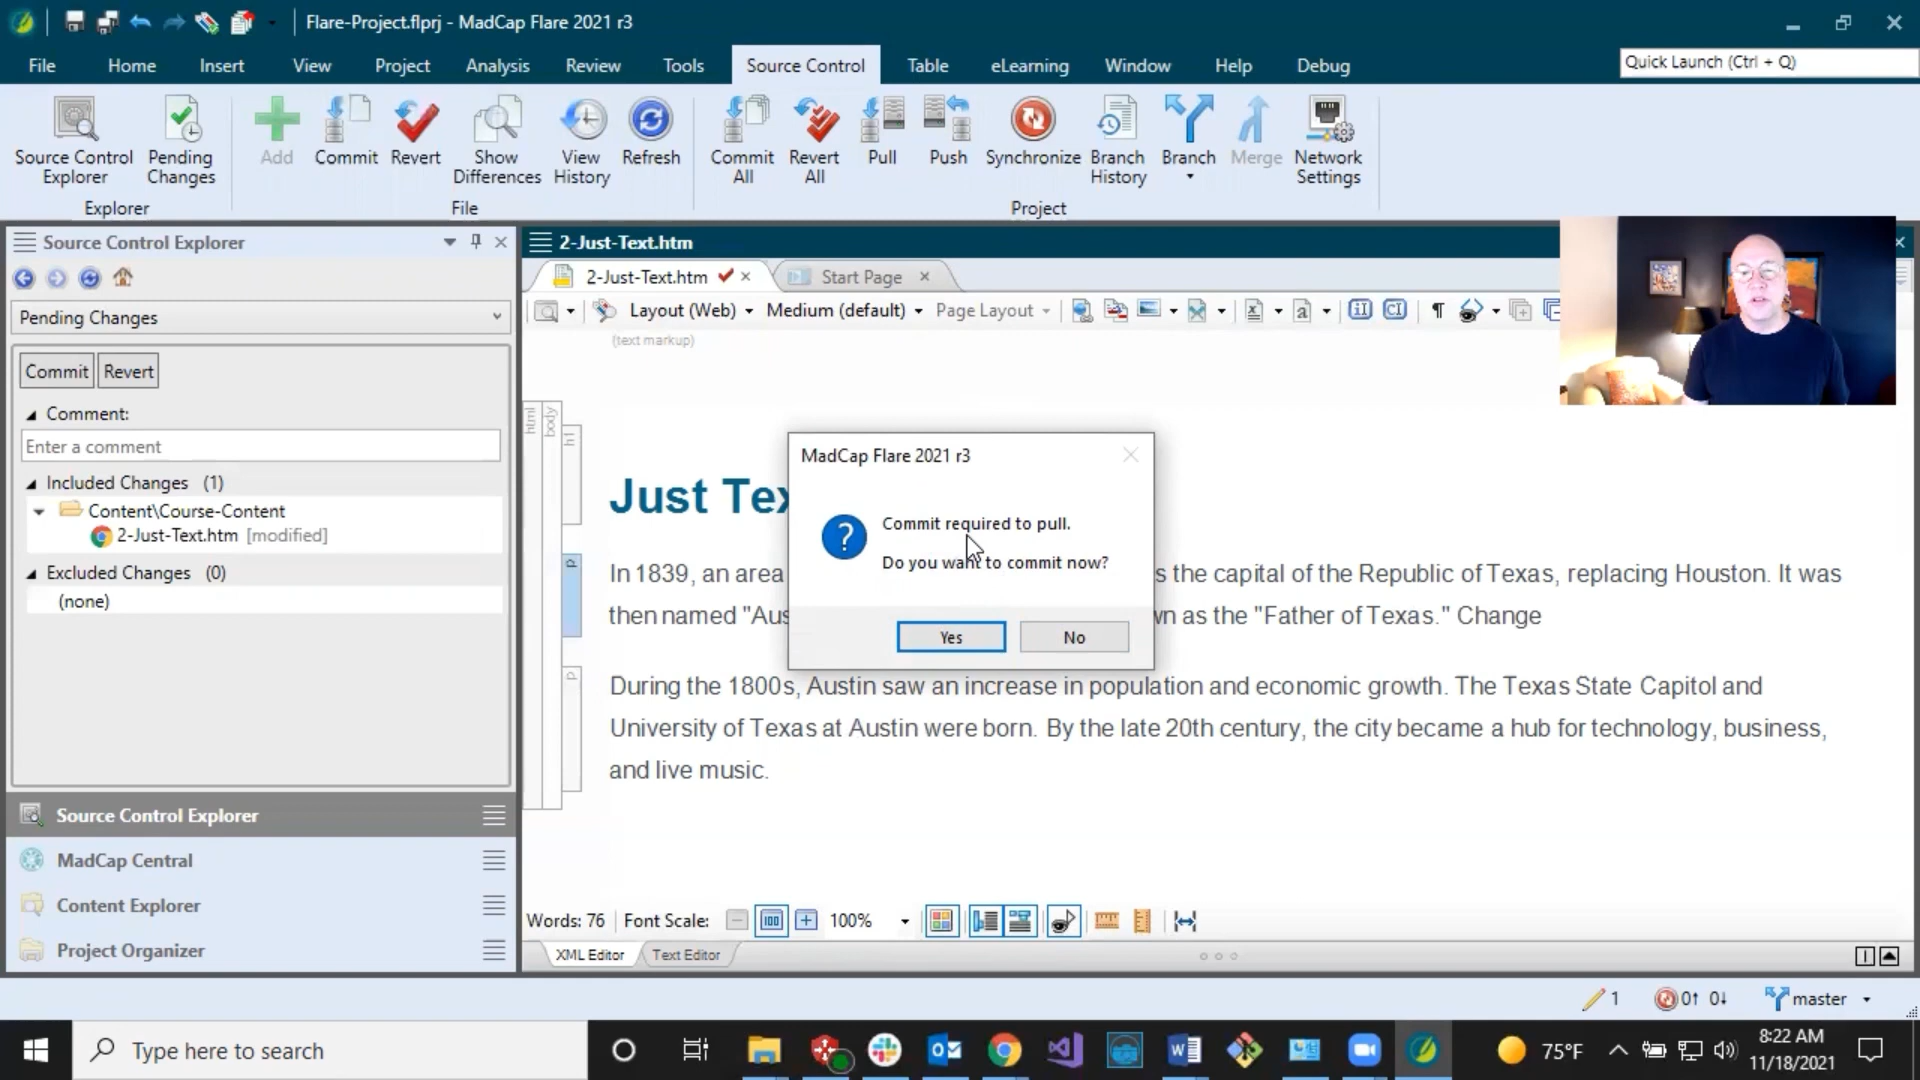 Flare-Project.flprj - MadCap Flare 2021 r3
File Home Insert View Project Analysis Review Tools Source Control Table eLearning Window Help Debug
Quick Launch (Ctrl + Q)
Source Control Explorer
Pending Changes
Add
Commit
Revert
Show Differences
View History
Refresh
Commit All
Revert All
Pull
Push
Synchronize
Branch History
Branch
Merge
Network Settings
Explorer
File
Project
Source Control Explorer
Pending Changes
Commit Revert
Comment:
Enter a comment
Included Changes (1)
Content\Course-Content
2-Just-Text.htm [modified]
Excluded Changes (0)
(none)
Source Control Explorer
MadCap Central
Content Explorer
Project Organizer
2-Just-Text.htm
2-Just-Text.htm Start Page
Layout (Web) Medium (default) Page Layout
(text markup)
html
body
h1
p
p
Just Tex
In 1839, an area s the capital of the Republic of Texas, replacing Houston. It was
then named "Aus wn as the "Father of Texas." Change
During the 1800s, Austin saw an increase in population and economic growth. The Texas State Capitol and
University of Texas at Austin were born. By the late 20th century, the city became a hub for technology, business,
and live music.
MadCap Flare 2021 r3
Commit required to pull.
Do you want to commit now?
Yes No
Words: 76 Font Scale: 100 100%
XML Editor Text Editor
1 0↑ 0↓ master
Type here to search
75°F
8:22 AM
11/18/2021